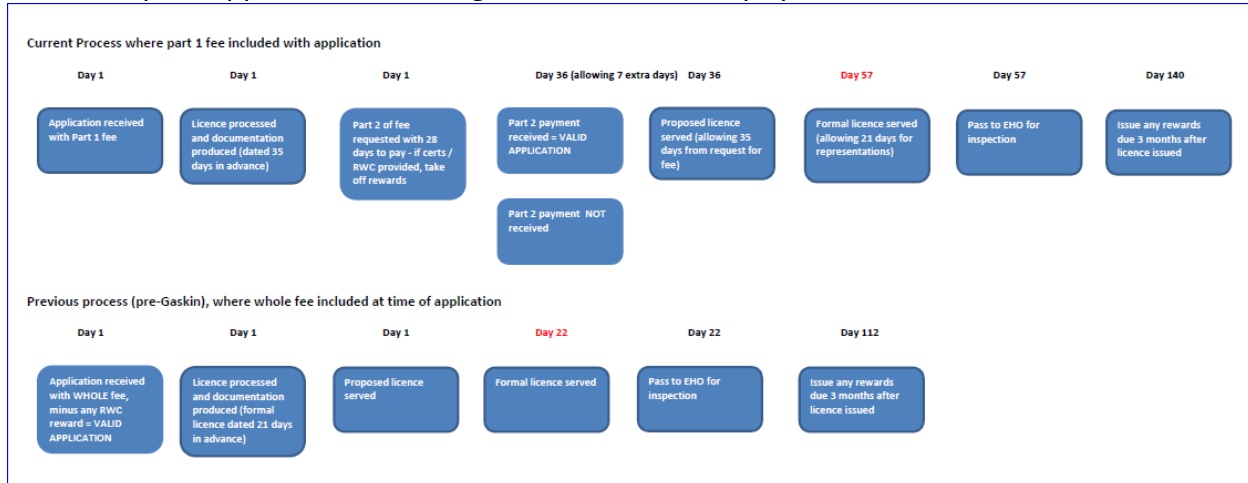 Current Process where part 1 fee included with application
Day 1
Day 1
Day 1
Day 36 (allowing 7 extra days)
Day 36
Day 57
Day 57
Day 140
Application received
with Part 1 fee
Licence processed
and documentation
produced (dated 35
days in advance)
Part 2 of fee
requested with 28
days to pay - if certs /
RWC provided, take
off rewards
Part 2 payment
received = VALID
APPLICATION
Proposed licence
served (allowing 35
days from request for
fee)
Formal licence served
(allowing 21 days for
representations)
Pass to EHO for
inspection
Issue any rewards
due 3 months after
licence issued
Part 2 payment NOT
received
Previous process (pre-Gaskin), where whole fee included at time of application
Day 1
Day 1
Day 1
Day 22
Day 22
Day 112
Application received
with WHOLE fee,
minus any RWC
reward = VALID
APPLICATION
Licence processed
and documentation
produced (formal
licence dated 21 days
in advance)
Proposed licence
served
Formal licence served
Pass to EHO for
inspection
Issue any rewards
due 3 months after
licence issued